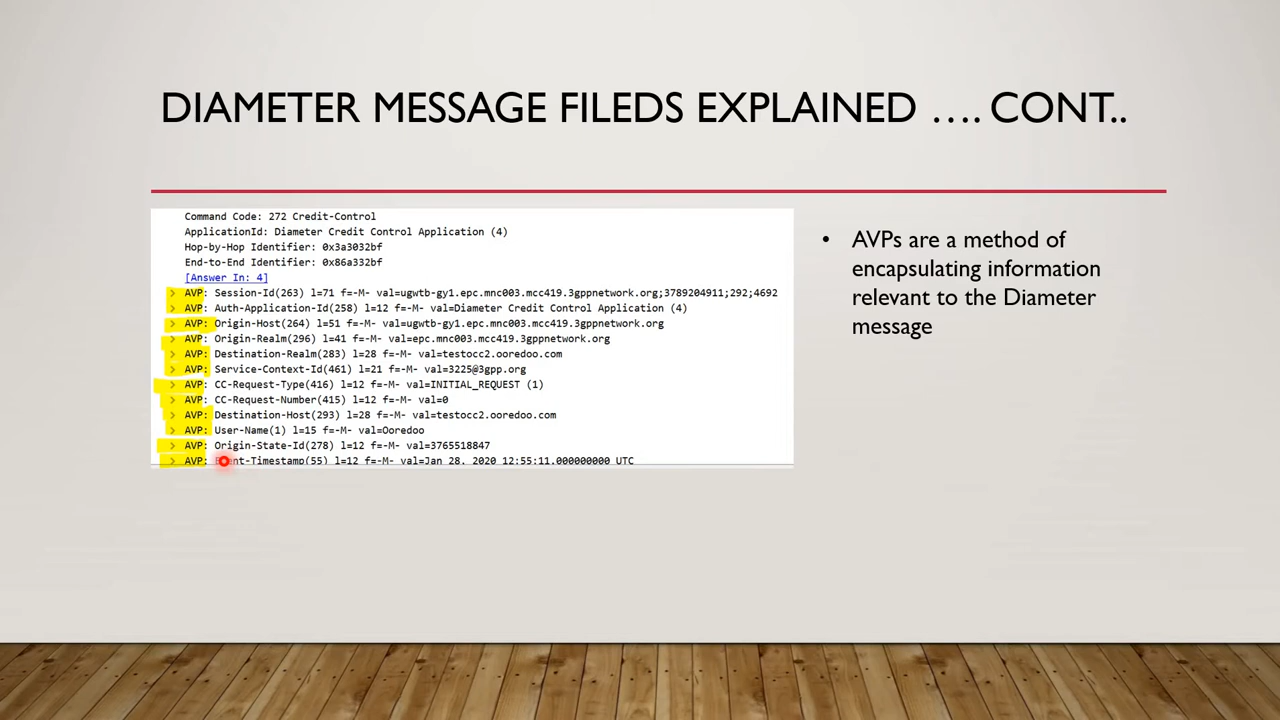 DIAMETER MESSAGE FILEDS EXPLAINED .... CONT..
Command Code: 272 Credit-Control
ApplicationId: Diameter Credit Control Application (4)
Hop-by-Hop Identifier: 0x3a3032bf
End-to-End Identifier: 0x86a332bf
[Answer In: 4]
> AVP: Session-Id(263) l=71 f=-M- val=ugwtb-gy1.epc.mnc003.mcc419.3gppnetwork.org;3789204911;292;4692
> AVP: Auth-Application-Id(258) l=12 f=-M- val=Diameter Credit Control Application (4)
> AVP: Origin-Host(264) l=51 f=-M- val=ugwtb-gy1.epc.mnc003.mcc419.3gppnetwork.org
> AVP: Origin-Realm(296) l=41 f=-M- val=epc.mnc003.mcc419.3gppnetwork.org
> AVP: Destination-Realm(283) l=28 f=-M- val=testocc2.ooredoo.com
> AVP: Service-Context-Id(461) l=21 f=-M- val=3225@3gpp.org
> AVP: CC-Request-Type(416) l=12 f=-M- val=INITIAL_REQUEST (1)
> AVP: CC-Request-Number(415) l=12 f=-M- val=0
> AVP: Destination-Host(293) l=28 f=-M- val=testocc2.ooredoo.com
> AVP: User-Name(1) l=15 f=-M- val=Ooredoo
> AVP: Origin-State-Id(278) l=12 f=-M- val=3765518847
> AVP: Event-Timestamp(55) l=12 f=-M- val=Jan 28, 2020 12:55:11.000000000 UTC
• AVPs are a method of
encapsulating information
relevant to the Diameter
message